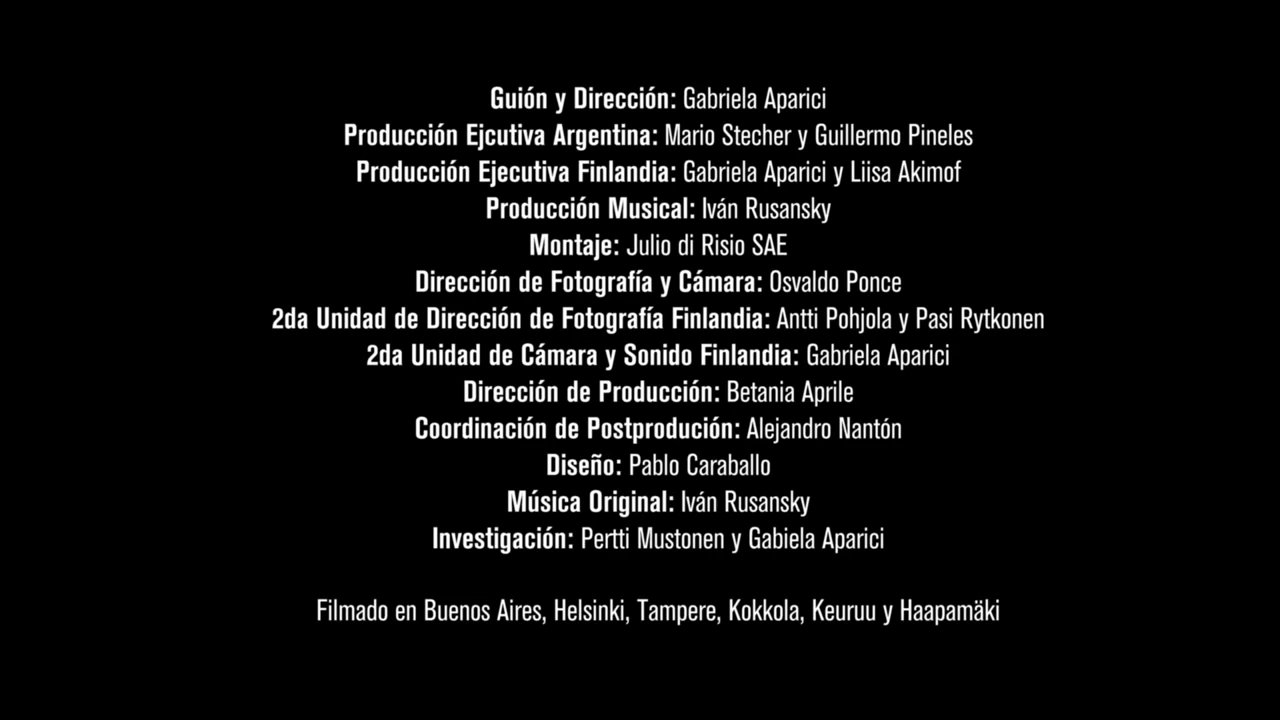 Guión y Dirección: Gabriela Aparici
Producción Ejcutiva Argentina: Mario Stecher y Guillermo Pineles
Producción Ejecutiva Finlandia: Gabriela Aparici y Liisa Akimof
Producción Musical: Iván Rusansky
Montaje: Julio di Risio SAE
Dirección de Fotografía y Cámara: Osvaldo Ponce
2da Unidad de Dirección de Fotografía Finlandia: Antti Pohjola y Pasi Rytkonen
2da Unidad de Cámara y Sonido Finlandia: Gabriela Aparici
Dirección de Producción: Betania Aprile
Coordinación de Postprodución: Alejandro Nantón
Diseño: Pablo Caraballo
Música Original: Iván Rusansky
Investigación: Pertti Mustonen y Gabiela Aparici
Filmado en Buenos Aires, Helsinki, Tampere, Kokkola, Keuruu y Haapamäki